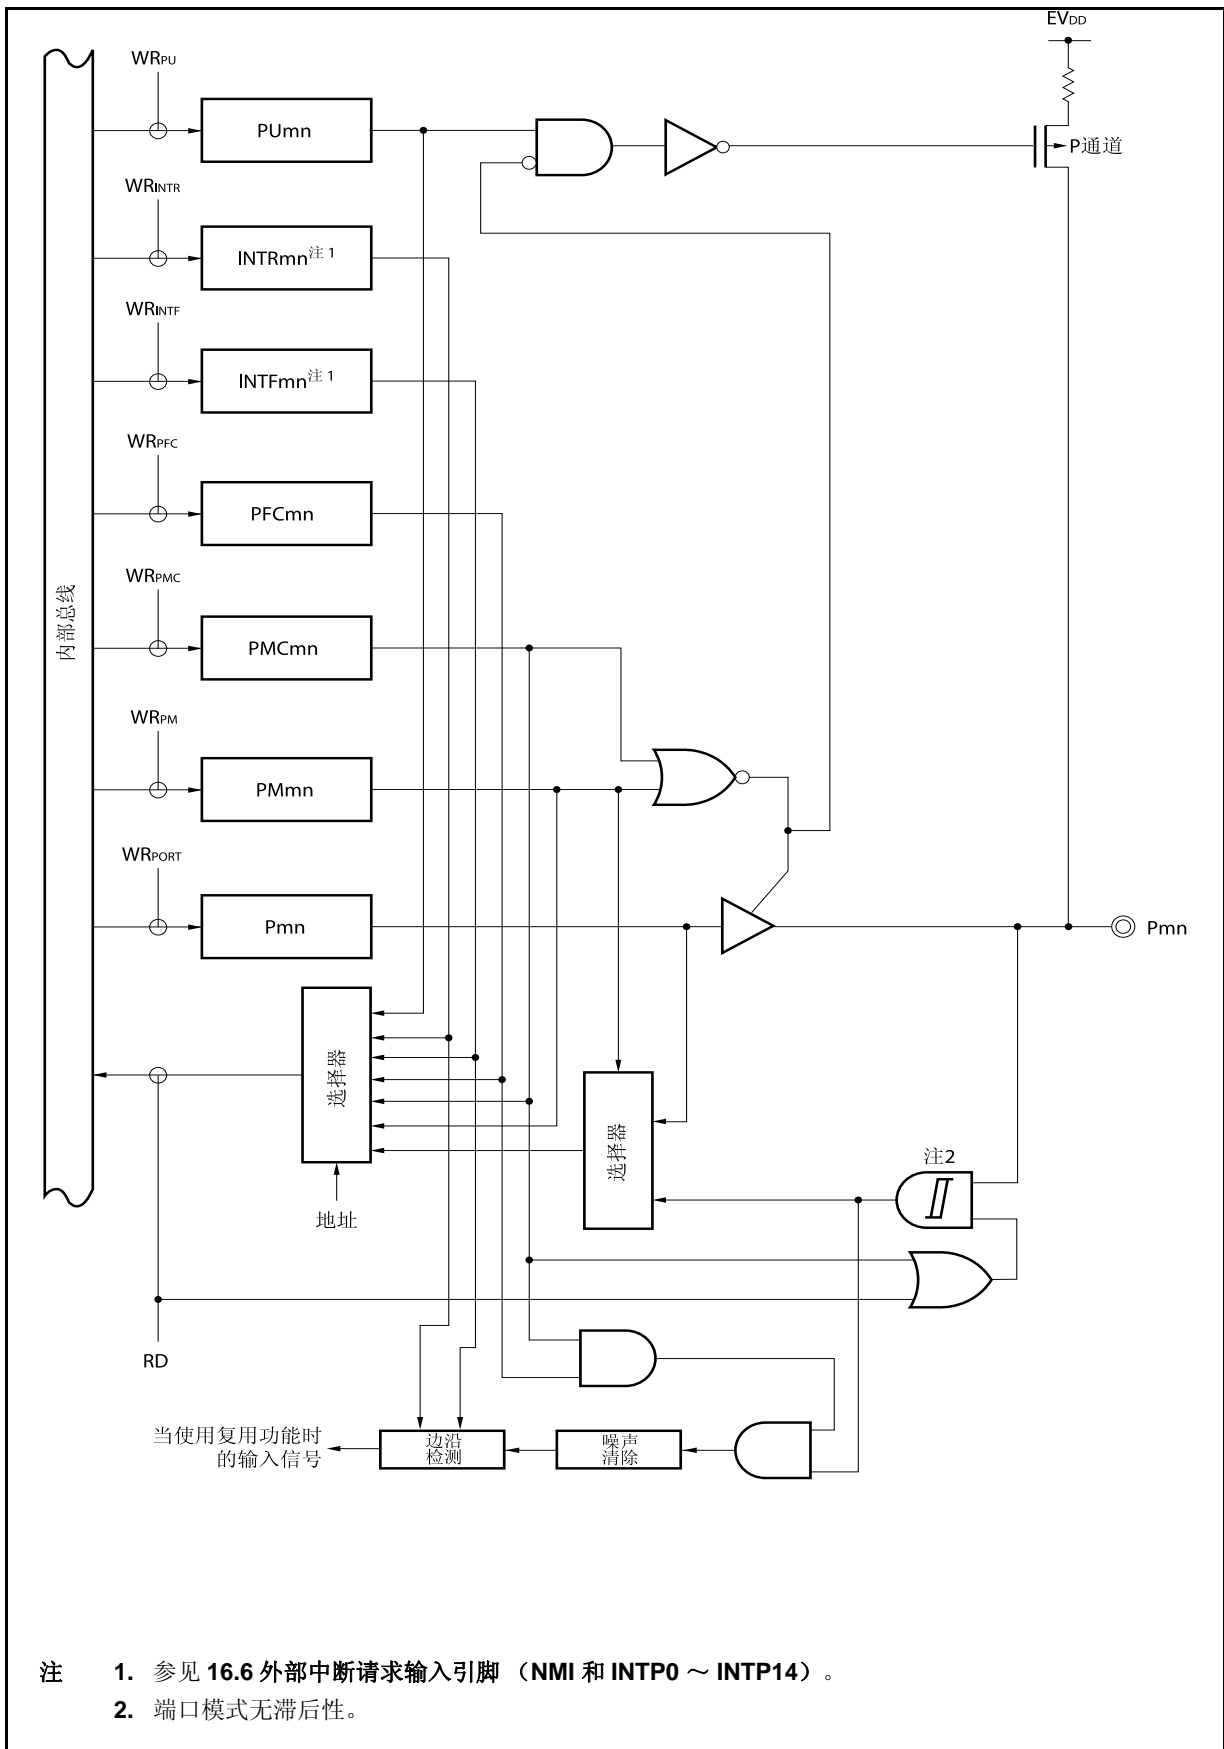 EVDD
WRPU
PUmn
P通道
WRINTR
INTRmn注 1
WRINTF
INTFmn注 1
WRPFC
PFCmn
WRPMC
PMCmn
内部总线
WRPM
PMmn
WRPORT
Pmn
Pmn
选择器
选择器
注2
地址
RD
当使用复用功能时
的输入信号
边沿
检测
噪声
清除
注 1. 参见 16.6 外部中断请求输入引脚 （NMI 和 INTP0 ～ INTP14）。
2. 端口模式无滞后性。